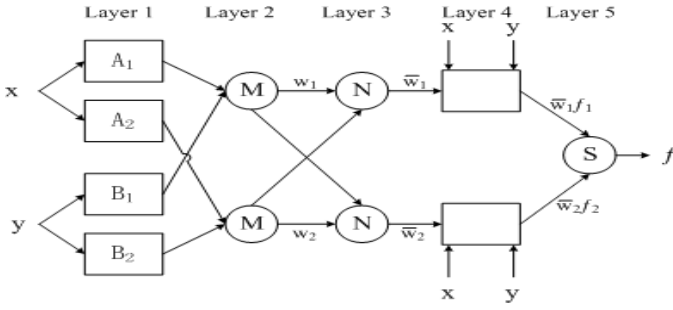 Layer 1 Layer 2 Layer 3 Layer 4 Layer 5
x y
A₁
M w₁ N w̅₁
x
A₂
w̅₁f₁
S f
B₁
y
w̅₂f₂
M w₂ N w̅₂
B₂
x y